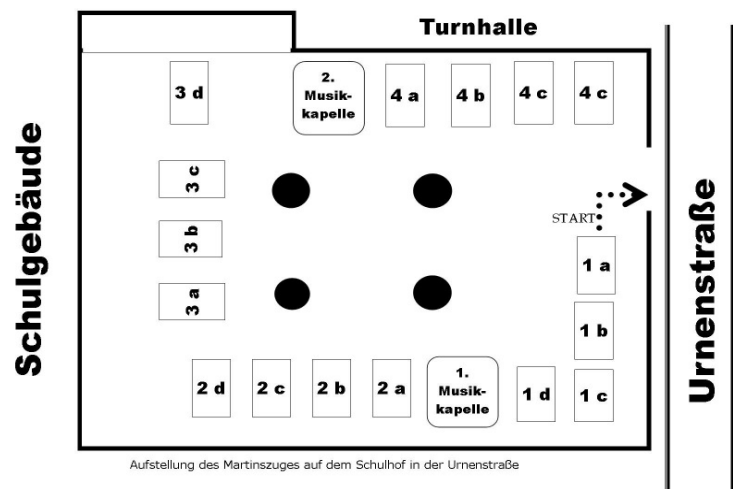 Turnhalle
3 d
2.
Musik-
kapelle
4 a
4 b
4 c
4 c
Schulgebäude
3 c
3 b
3 a
START
Urnenstraße
1 a
1 b
2 d
2 c
2 b
2 a
1.
Musik-
kapelle
1 d
1 c
Aufstellung des Martinszuges auf dem Schulhof in der Urnenstraße